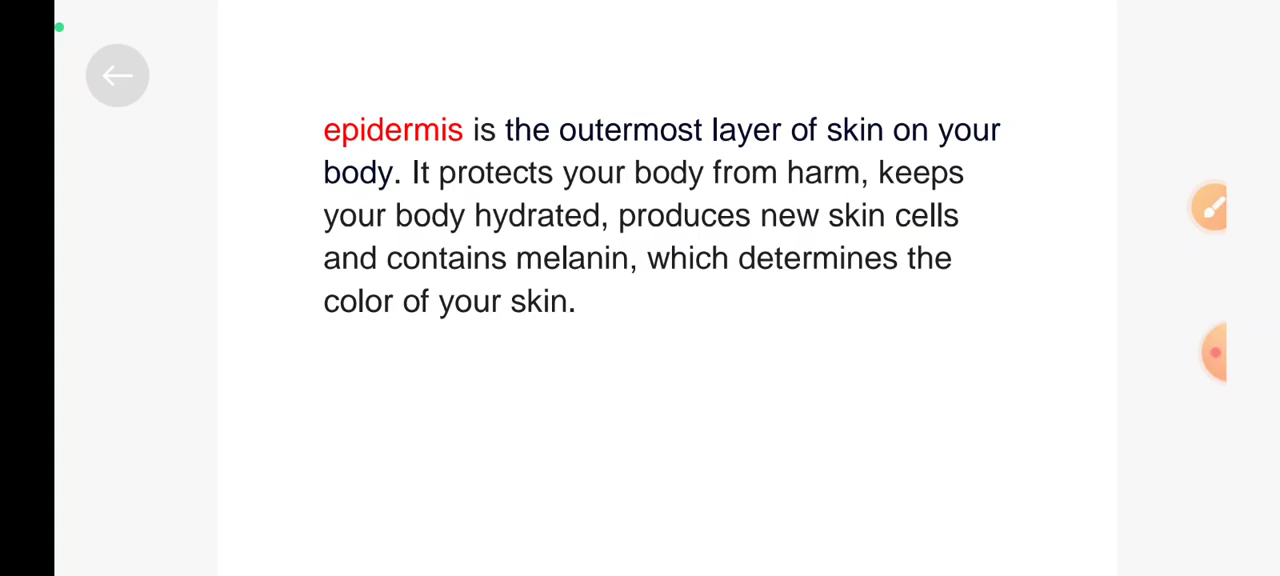 epidermis is the outermost layer of skin on your
body. It protects your body from harm, keeps
your body hydrated, produces new skin cells
and contains melanin, which determines the
color of your skin.